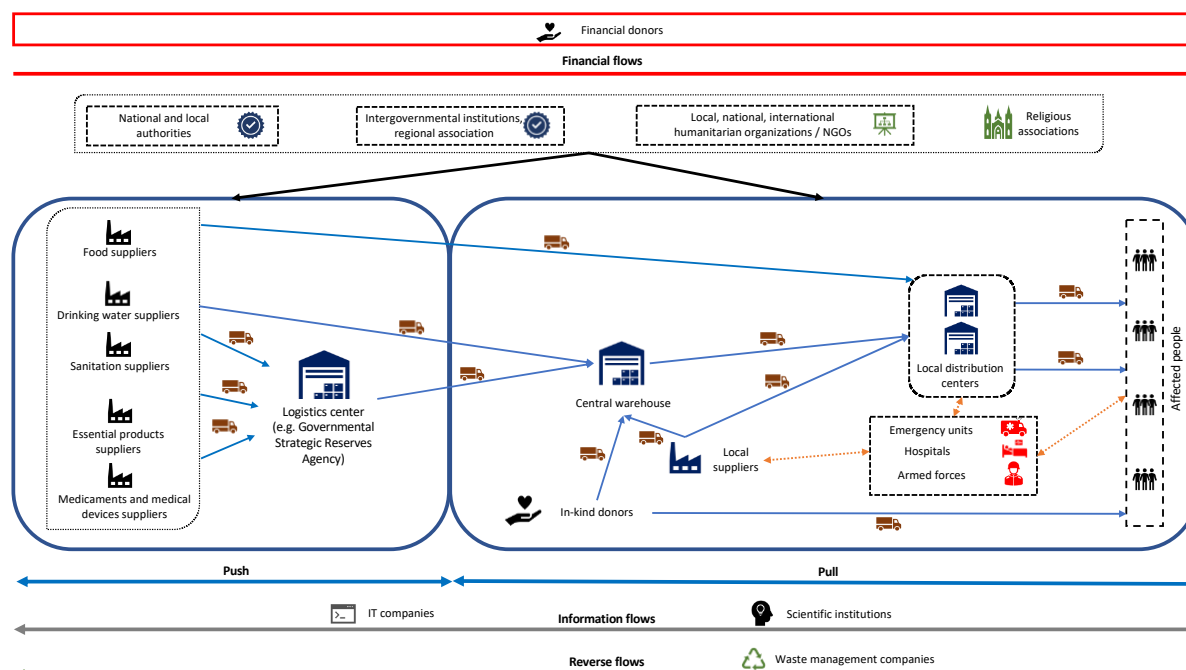 Financial donors
Financial flows
National and local
authorities
Intergovernmental institutions,
regional association
Local, national, international
humanitarian organizations / NGOs
Religious
associations
Food suppliers
Drinking water suppliers
Sanitation suppliers
Essential products
suppliers
Medicaments and medical
devices suppliers
Logistics center
(e.g. Governmental
Strategic Reserves
Agency)
Central warehouse
Local
suppliers
In-kind donors
Local distribution
centers
Emergency units
Hospitals
Armed forces
Affected people
Push
Pull
>_ IT companies
Information flows
Scientific institutions
Reverse flows
Waste management companies